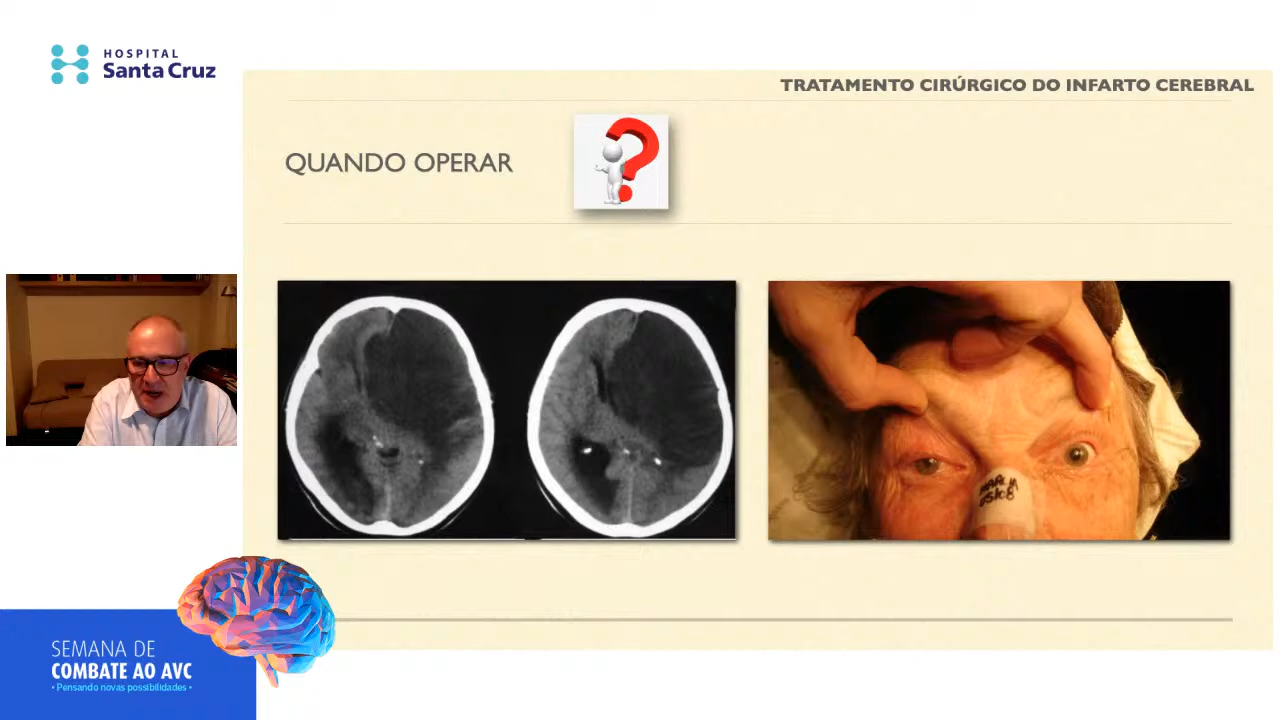 HOSPITAL
Santa Cruz
TRATAMENTO CIRÚRGICO DO INFARTO CEREBRAL
QUANDO OPERAR
SEMANA DE
COMBATE AO AVC
• Pensando novas possibilidades •